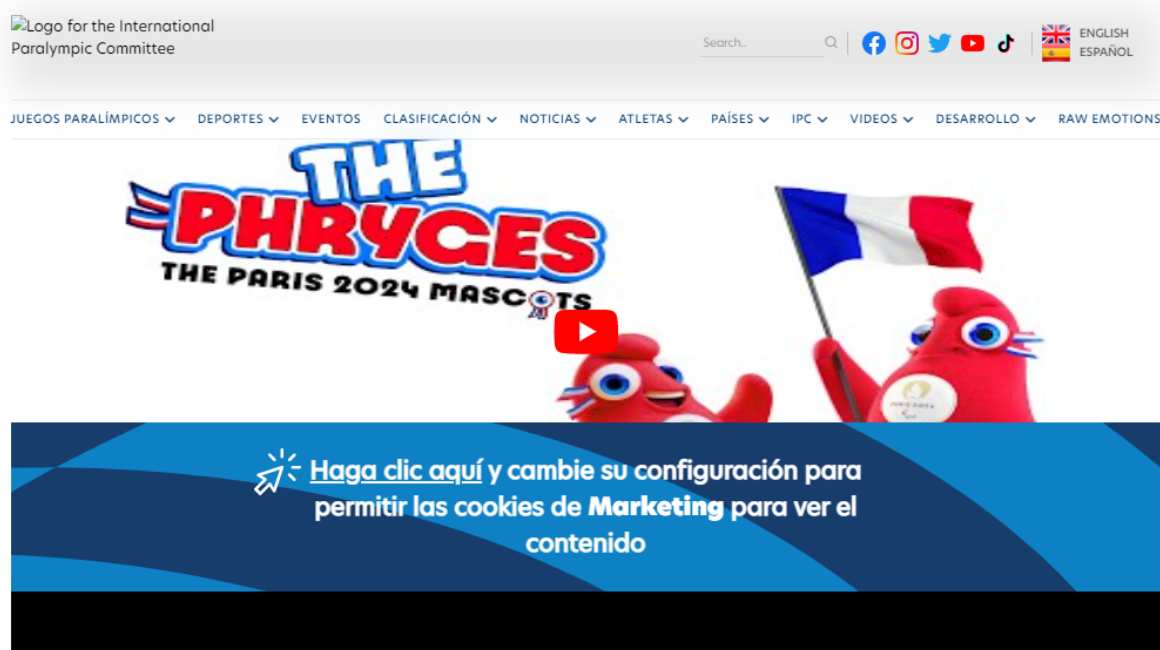 Logo for the International
Paralympic Committee
Search..
ENGLISH
ESPAÑOL
JUEGOS PARALÍMPICOS
DEPORTES
EVENTOS
CLASIFICACIÓN
NOTICIAS
ATLETAS
PAÍSES
IPC
VIDEOS
DESARROLLO
RAW EMOTIONS
THE
PHRYGES
THE PARIS 2024 MASCOTS
Haga clic aquí y cambie su configuración para
permitir las cookies de Marketing para ver el
contenido